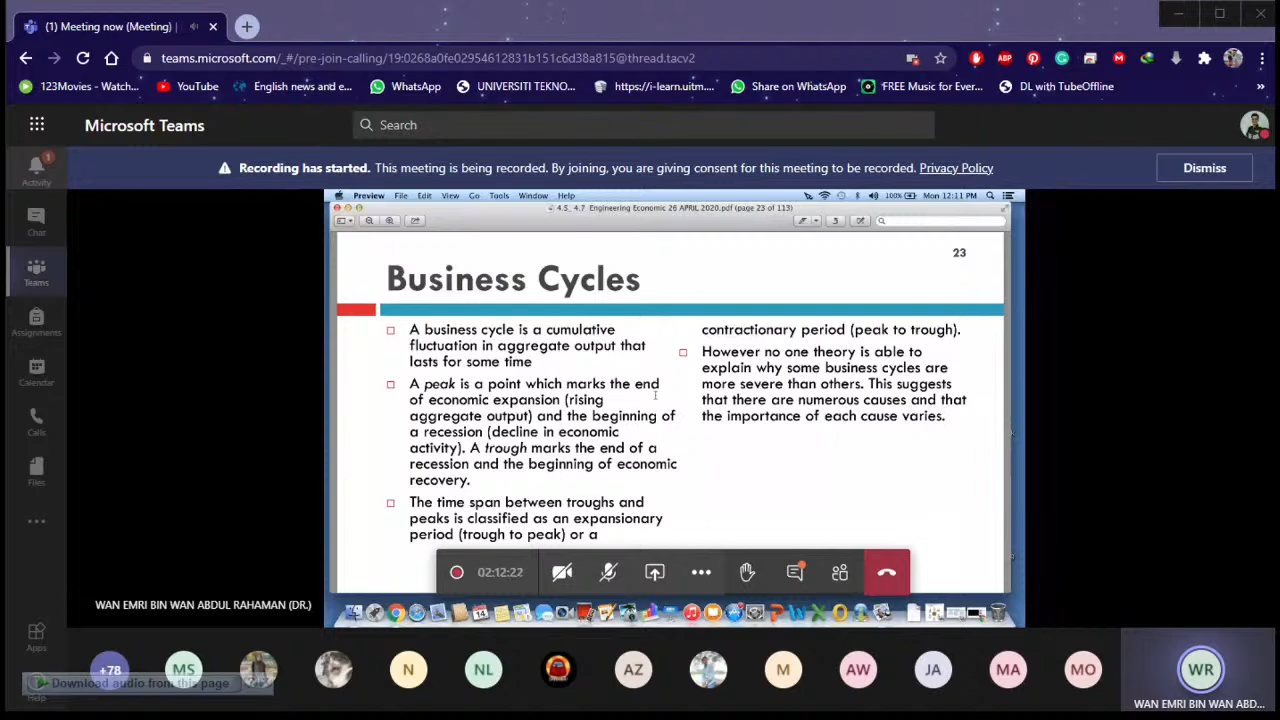 (1) Meeting now (Meeting) |
teams.microsoft.com/_#/pre-join-calling/19:0268a0fe02954612831b151c6d38a815@thread.tacv2
123Movies - Watch...
YouTube
English news and e...
WhatsApp
UNIVERSITI TEKNO...
https://i-learn.uitm....
Share on WhatsApp
'FREE Music for Ever...
DL with TubeOffline
»
Microsoft Teams
Search
Recording has started. This meeting is being recorded. By joining, you are giving consent for this meeting to be recorded. Privacy Policy
Dismiss
1
Activity
Chat
Teams
Assignments
Calendar
Calls
Files
Apps
Help
Preview File Edit View Go Tools Window Help
100% Mon 12:11 PM
4.5_ 4.7 Engineering Economic 26 APRIL 2020.pdf (page 23 of 113)
23
Business Cycles
A business cycle is a cumulative
fluctuation in aggregate output that
lasts for some time
A peak is a point which marks the end
of economic expansion (rising
aggregate output) and the beginning of
a recession (decline in economic
activity). A trough marks the end of a
recession and the beginning of economic
recovery.
The time span between troughs and
peaks is classified as an expansionary
period (trough to peak) or a
contractionary period (peak to trough).
However no one theory is able to
explain why some business cycles are
more severe than others. This suggests
that there are numerous causes and that
the importance of each cause varies.
02:12:22
WAN EMRI BIN WAN ABDUL RAHAMAN (DR.)
+78
MS
N
NL
AZ
M
AW
JA
MA
MO
WR
WAN EMRI BIN WAN ABD...
Download audio from this page